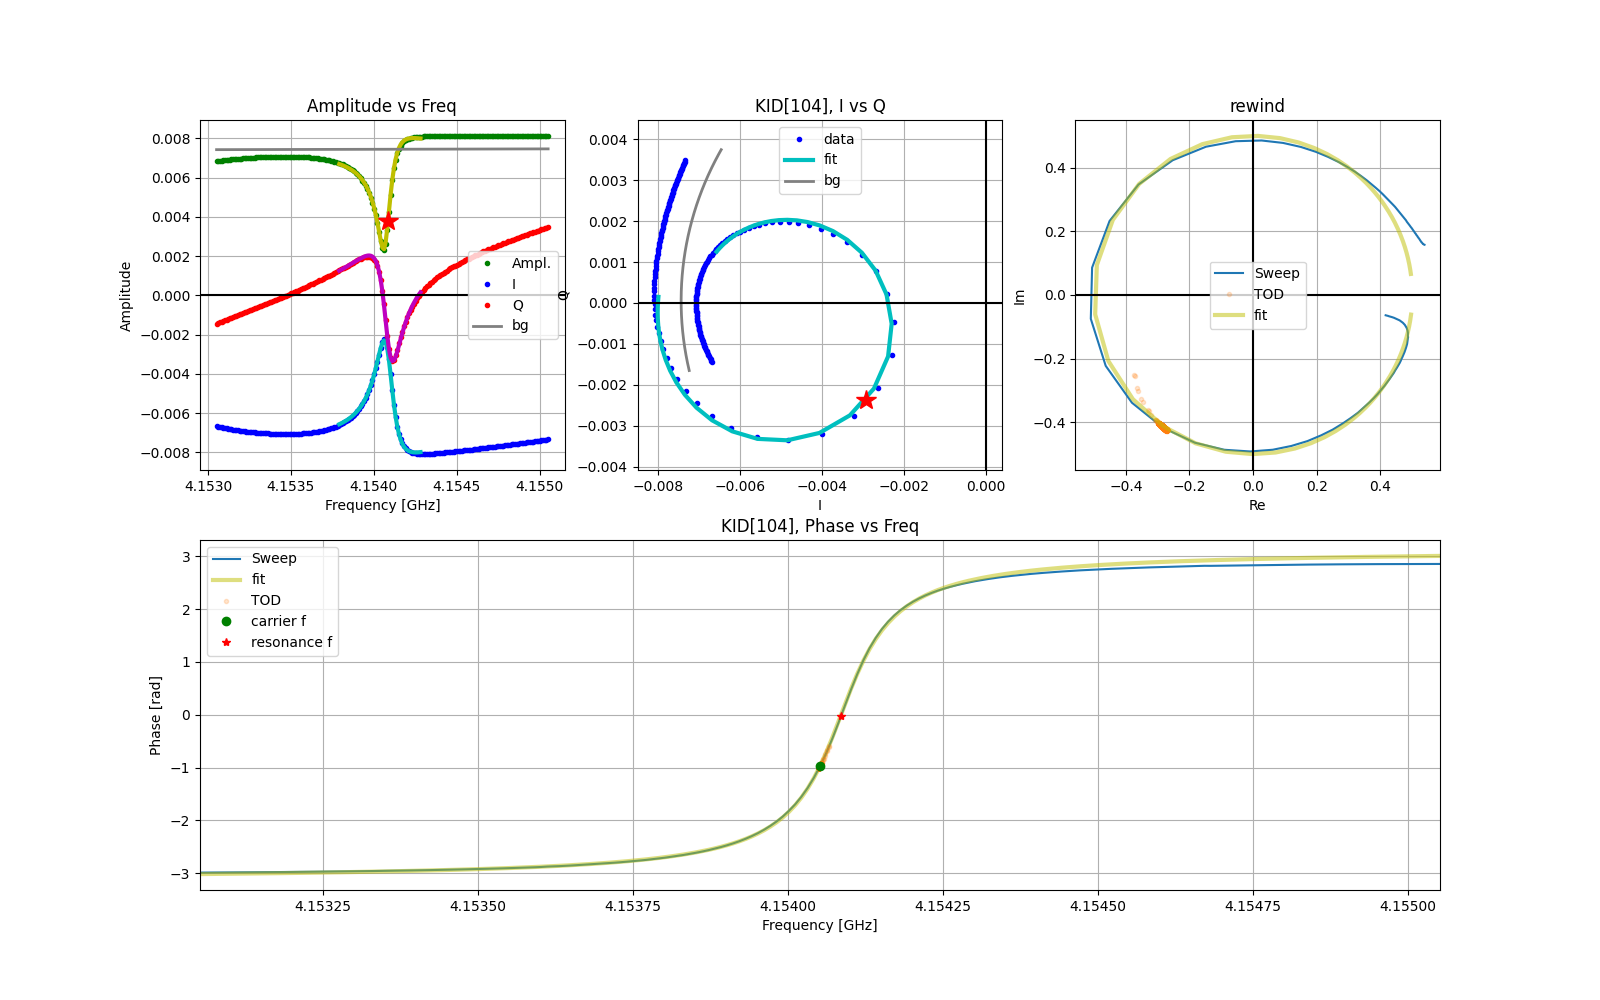 Amplitude vs Freq
0.008
0.006
0.004
0.002
0.000
−0.002
−0.004
−0.006
−0.008
Amplitude
4.1530
4.1535
4.1540
4.1545
4.1550
Frequency [GHz]
Ampl.
I
Q
bg
KID[104], I vs Q
0.004
0.003
0.002
0.001
0.000
−0.001
−0.002
−0.003
−0.004
Q
−0.008
−0.006
−0.004
−0.002
0.000
I
data
fit
bg
rewind
0.4
0.2
0.0
−0.2
−0.4
Im
−0.4
−0.2
0.0
0.2
0.4
Re
Sweep
TOD
fit
KID[104], Phase vs Freq
3
2
1
0
−1
−2
−3
Phase [rad]
4.15325
4.15350
4.15375
4.15400
4.15425
4.15450
4.15475
4.15500
Frequency [GHz]
Sweep
fit
TOD
carrier f
resonance f